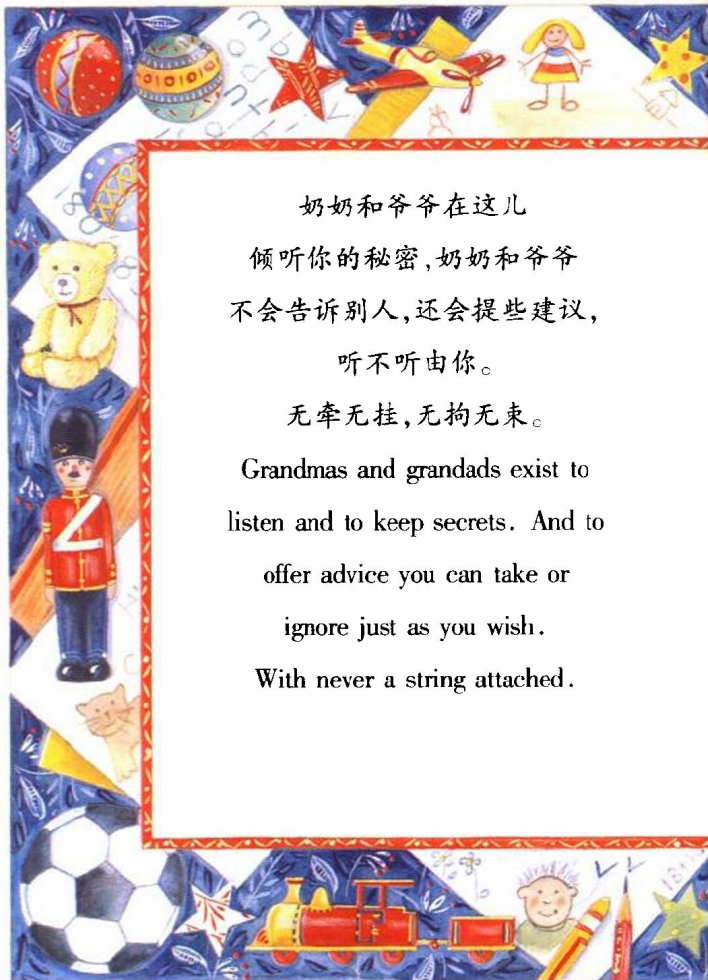 奶奶和爷爷在这儿
倾听你的秘密,奶奶和爷爷
不会告诉别人,还会提些建议,
听不听由你。
无牵无挂,无拘无束。
Grandmas and grandads exist to
listen and to keep secrets. And to
offer advice you can take or
ignore just as you wish.
With never a string attached.